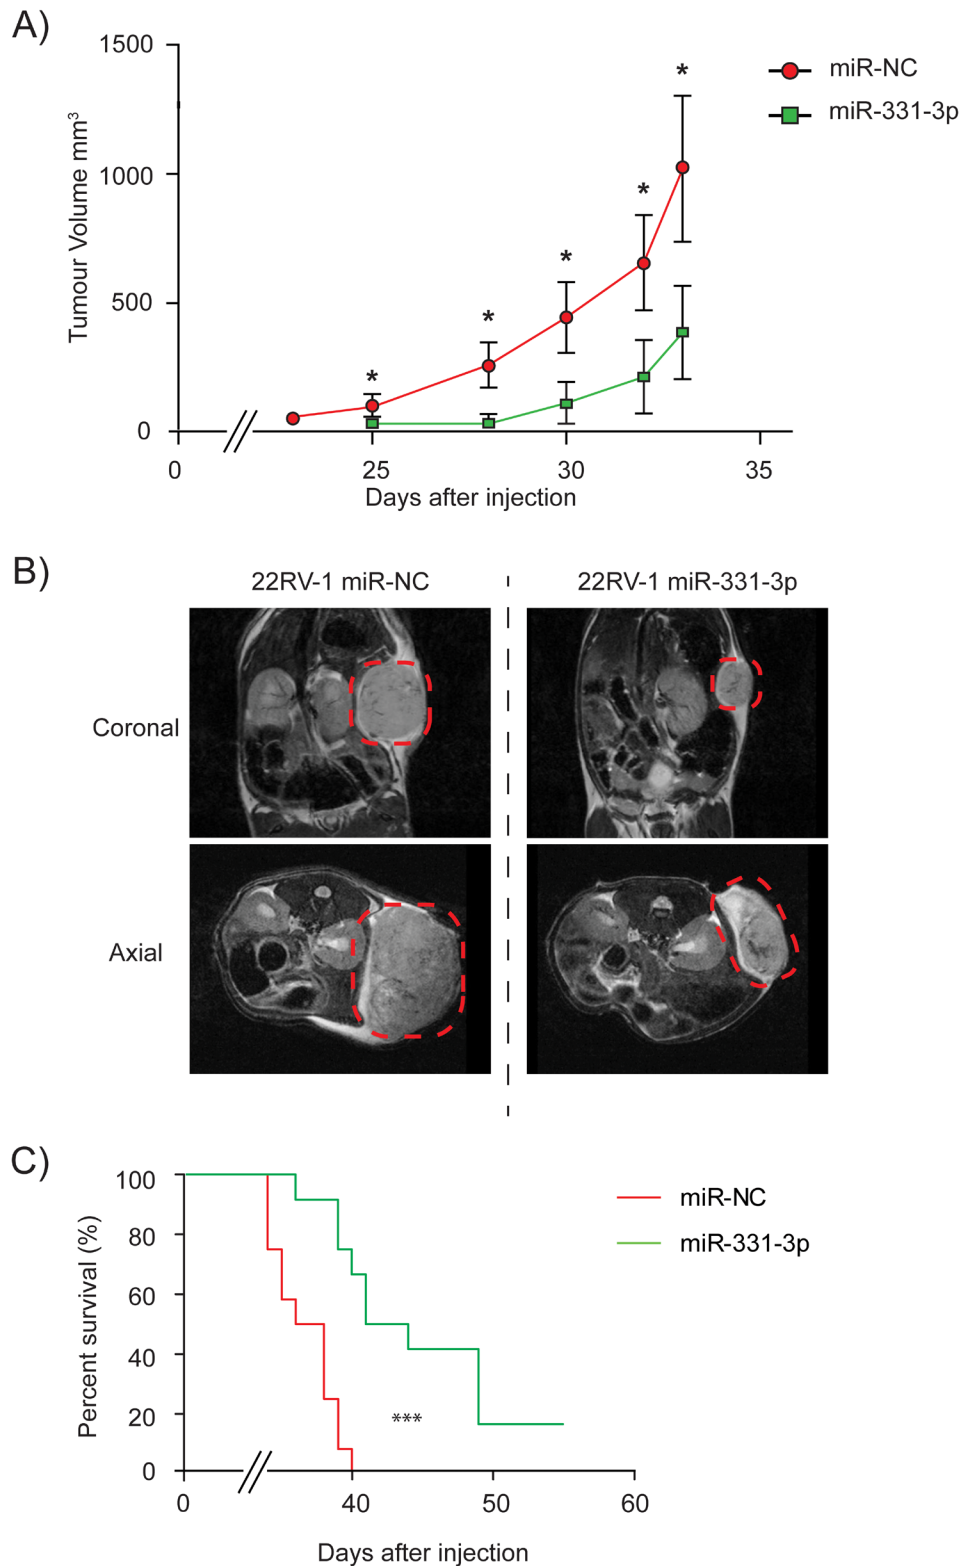 A)
1500
1000
500
0
Tumour Volume mm³
*
*
*
*
*
miR-NC
miR-331-3p
0
25
30
35
Days after injection
B)
22RV-1 miR-NC
22RV-1 miR-331-3p
Coronal
Axial
C)
100
80
60
40
20
0
Percent survival (%)
miR-NC
miR-331-3p
***
0
40
50
60
Days after injection